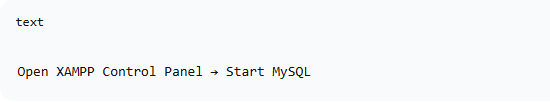 text
Open XAMPP Control Panel → Start MySQL